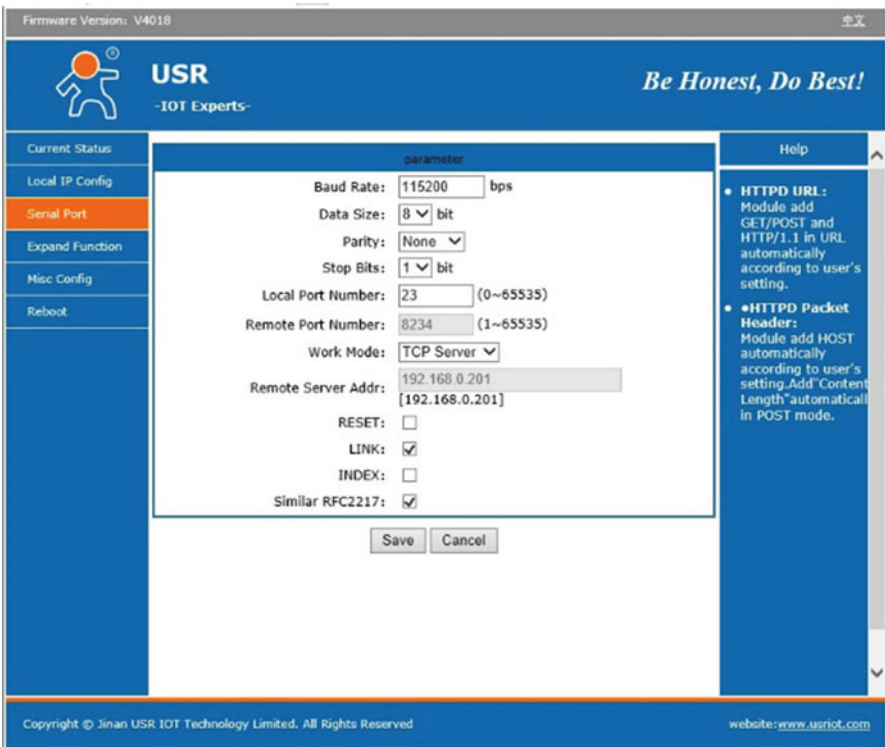 Firmware Version: V4018
中文
®
USR
-IOT Experts-
Be Honest, Do Best!
Current Status
Local IP Config
Serial Port
Expand Function
Misc Config
Reboot
parameter
Baud Rate: 115200 bps
Data Size: 8 bit
Parity: None
Stop Bits: 1 bit
Local Port Number: 23 (0~65535)
Remote Port Number: 8234 (1~65535)
Work Mode: TCP Server
Remote Server Addr: 192.168.0.201
[192.168.0.201]
RESET:
LINK:
INDEX:
Similar RFC2217:
Save Cancel
Help
• HTTPD URL:
Module add
GET/POST and
HTTP/1.1 in URL
automatically
according to user's
setting.
• •HTTPD Packet
Header:
Module add HOST
automatically
according to user's
setting.Add"Content
Length"automaticall
in POST mode.
Copyright © Jinan USR IOT Technology Limited. All Rights Reserved
website:www.usriot.com